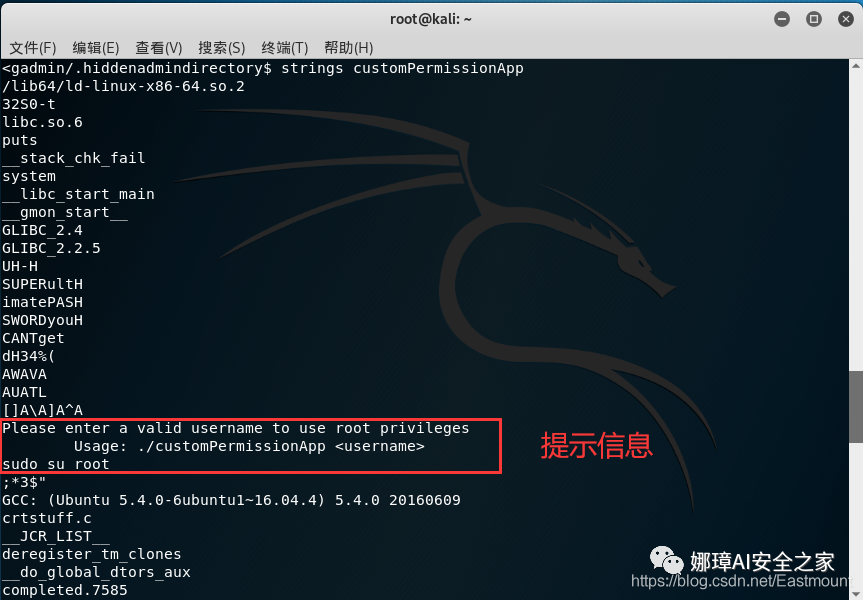 root@kali: ~
文件(F) 编辑(E) 查看(V) 搜索(S) 终端(T) 帮助(H)
<gadmin/.hiddenadmindirectory$ strings customPermissionApp
/lib64/ld-linux-x86-64.so.2
32S0-t
libc.so.6
puts
__stack_chk_fail
system
__libc_start_main
__gmon_start__
GLIBC_2.4
GLIBC_2.2.5
UH-H
SUPERultH
imatePASH
SWORDyouH
CANTget
dH34%(
AWAVA
AUATL
[]A\A]A^A
Please enter a valid username to use root privileges
        Usage: ./customPermissionApp <username>
提示信息
sudo su root
;*3$"
GCC: (Ubuntu 5.4.0-6ubuntu1~16.04.4) 5.4.0 20160609
crtstuff.c
__JCR_LIST__
deregister_tm_clones
__do_global_dtors_aux
completed.7585
娜璋AI安全之家
https://blog.csdn.net/Eastmount